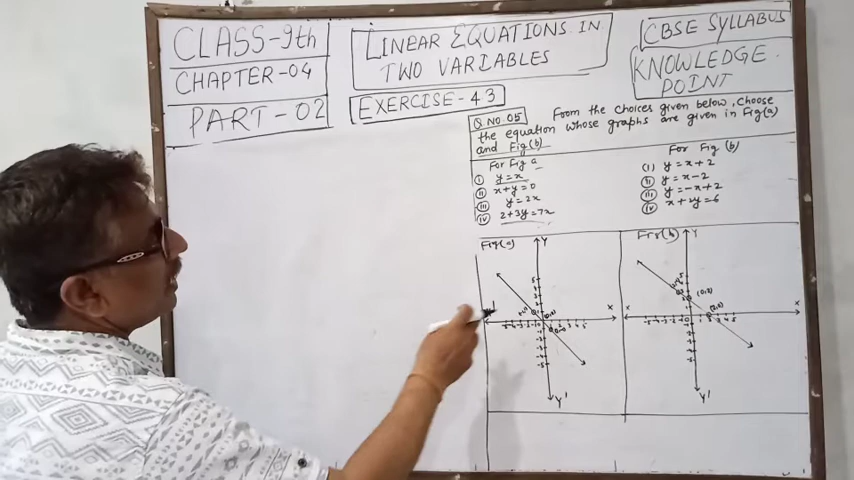 CLASS-9th
CHAPTER-04
PART-02
LINEAR EQUATIONS IN
TWO VARIABLES
EXERCISE-43
CBSE SYLLABUS
KNOWLEDGE
POINT
Q.NO 05 From the choices given below, Choose
the equation whose graphs are given in Fig(a)
and Fig(b)
For Fig a
(i) y=x
(ii) x+y=0
(iii) y=2x
(iv) 2+3y=7x
For Fig (b)
(i) y=x+2
(ii) y=x-2
(iii) y=-x+2
(iv) x+2y=6
Fig(a)
Y
X
Y'
Fig(b)
Y
X
Y'